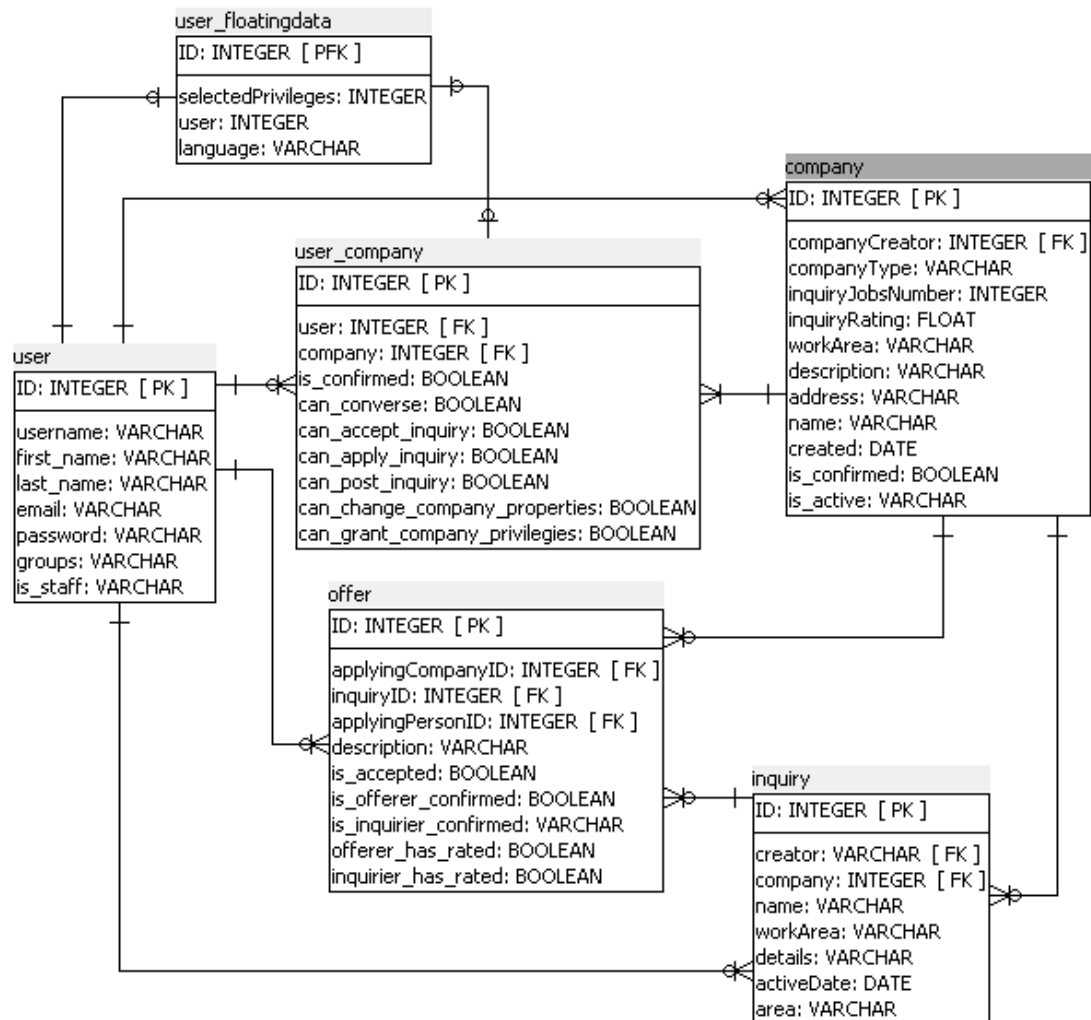 user_floatingdata
ID: INTEGER [ PFK ]
selectedPrivileges: INTEGER
user: INTEGER
language: VARCHAR
company
ID: INTEGER [ PK ]
companyCreator: INTEGER [ FK ]
companyType: VARCHAR
inquiryJobsNumber: INTEGER
inquiryRating: FLOAT
workArea: VARCHAR
description: VARCHAR
address: VARCHAR
name: VARCHAR
created: DATE
is_confirmed: BOOLEAN
is_active: VARCHAR
user_company
ID: INTEGER [ PK ]
user: INTEGER [ FK ]
company: INTEGER [ FK ]
is_confirmed: BOOLEAN
can_converse: BOOLEAN
can_accept_inquiry: BOOLEAN
can_apply_inquiry: BOOLEAN
can_post_inquiry: BOOLEAN
can_change_company_properties: BOOLEAN
can_grant_company_privilegies: BOOLEAN
user
ID: INTEGER [ PK ]
username: VARCHAR
first_name: VARCHAR
last_name: VARCHAR
email: VARCHAR
password: VARCHAR
groups: VARCHAR
is_staff: VARCHAR
offer
ID: INTEGER [ PK ]
applyingCompanyID: INTEGER [ FK ]
inquiryID: INTEGER [ FK ]
applyingPersonID: INTEGER [ FK ]
description: VARCHAR
is_accepted: BOOLEAN
is_offerer_confirmed: BOOLEAN
is_inquirier_confirmed: VARCHAR
offerer_has_rated: BOOLEAN
inquirier_has_rated: BOOLEAN
inquiry
ID: INTEGER [ PK ]
creator: VARCHAR [ FK ]
company: INTEGER [ FK ]
name: VARCHAR
workArea: VARCHAR
details: VARCHAR
activeDate: DATE
area: VARCHAR